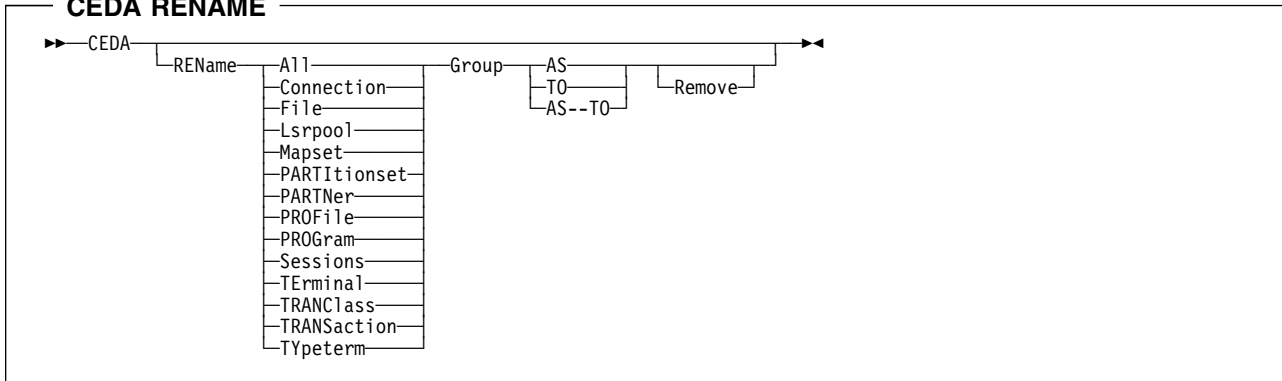 CEDA RENAME
CEDA
REName All Group AS
Connection TO Remove
File AS--TO
Lsrpool
Mapset
PARTItionset
PARTNer
PROFile
PROGram
Sessions
TErminal
TRANClass
TRANSaction
TYpeterm